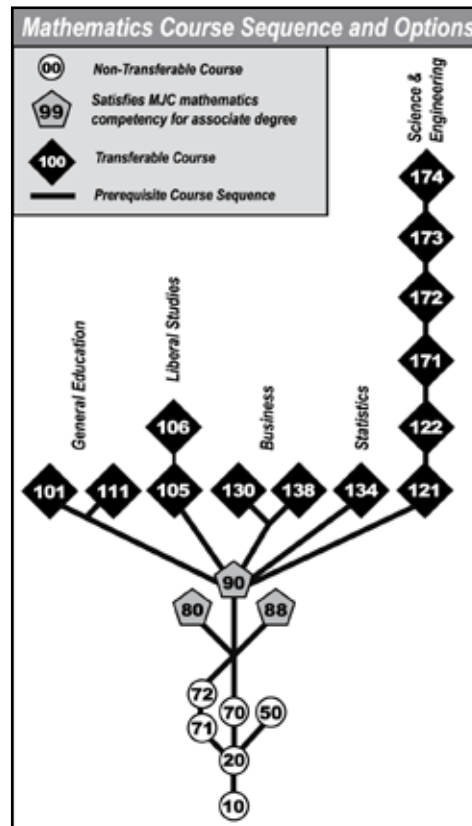 Mathematics Course Sequence and Options
00 Non-Transferable Course
99 Satisfies MJC mathematics
competency for associate degree
100 Transferable Course
Prerequisite Course Sequence
Science &
Engineering
174
173
172
171
General Education
Liberal Studies
Business
Statistics
106
122
101
111
105
130
138
134
121
90
80
88
72
70
50
71
20
10